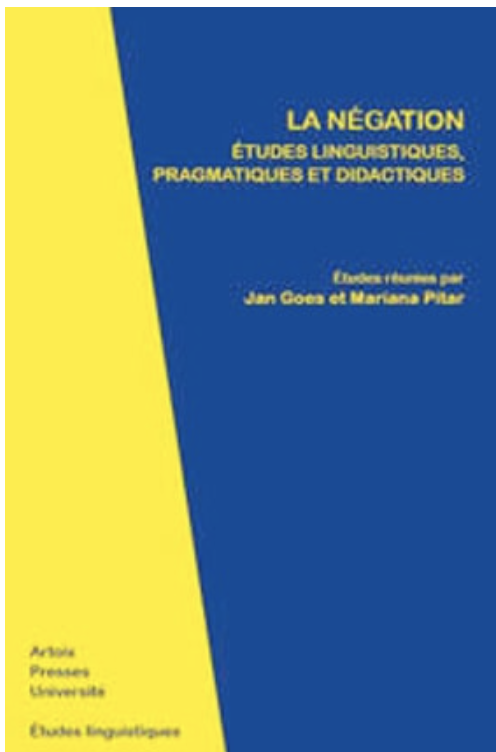 LA NÉGATION
ÉTUDES LINGUISTIQUES,
PRAGMATIQUES ET DIDACTIQUES
Études réunies par
Jan Goes et Mariana Pitar
Artois
Presses
Université
Études linguistiques